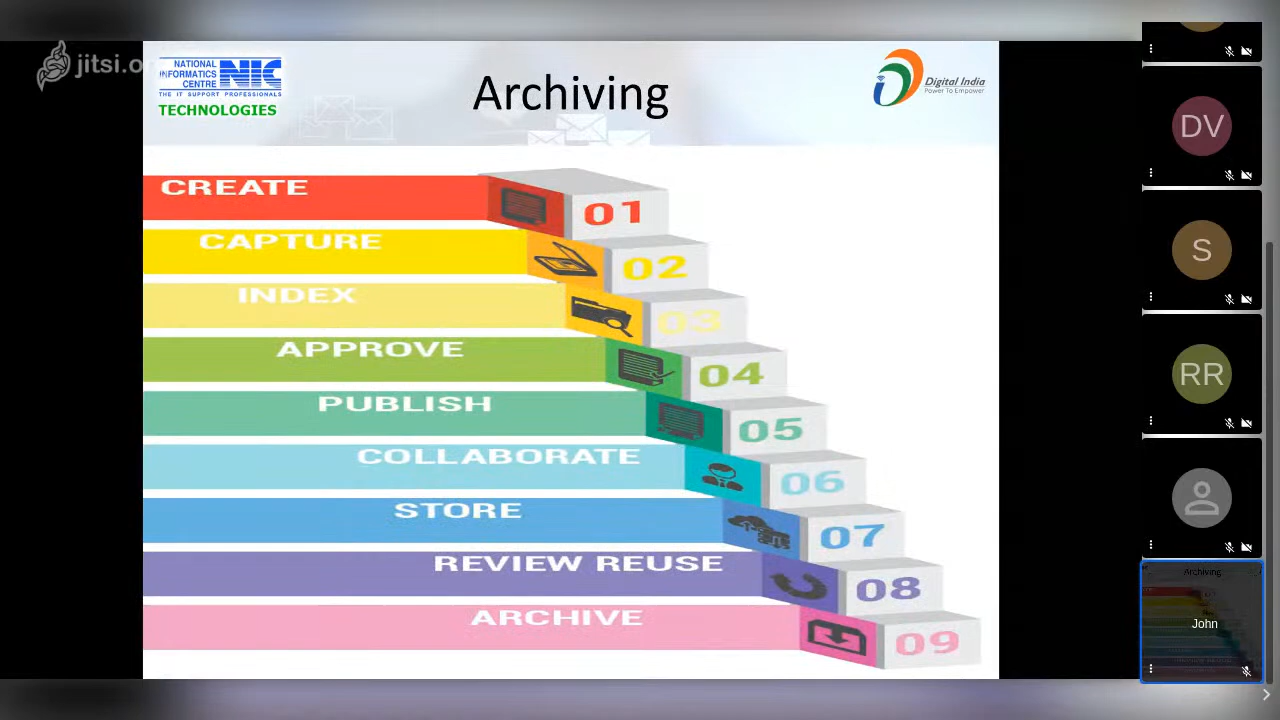 jitsi.o
NATIONAL
INFORMATICS
CENTRE
NIC
THE IT SUPPORT PROFESSIONALS
TECHNOLOGIES
Archiving
Digital India
Power To Empower
CREATE
01
CAPTURE
02
INDEX
03
APPROVE
04
PUBLISH
05
COLLABORATE
06
STORE
07
REVIEW REUSE
08
ARCHIVE
09
DV
S
RR
Archiving
John